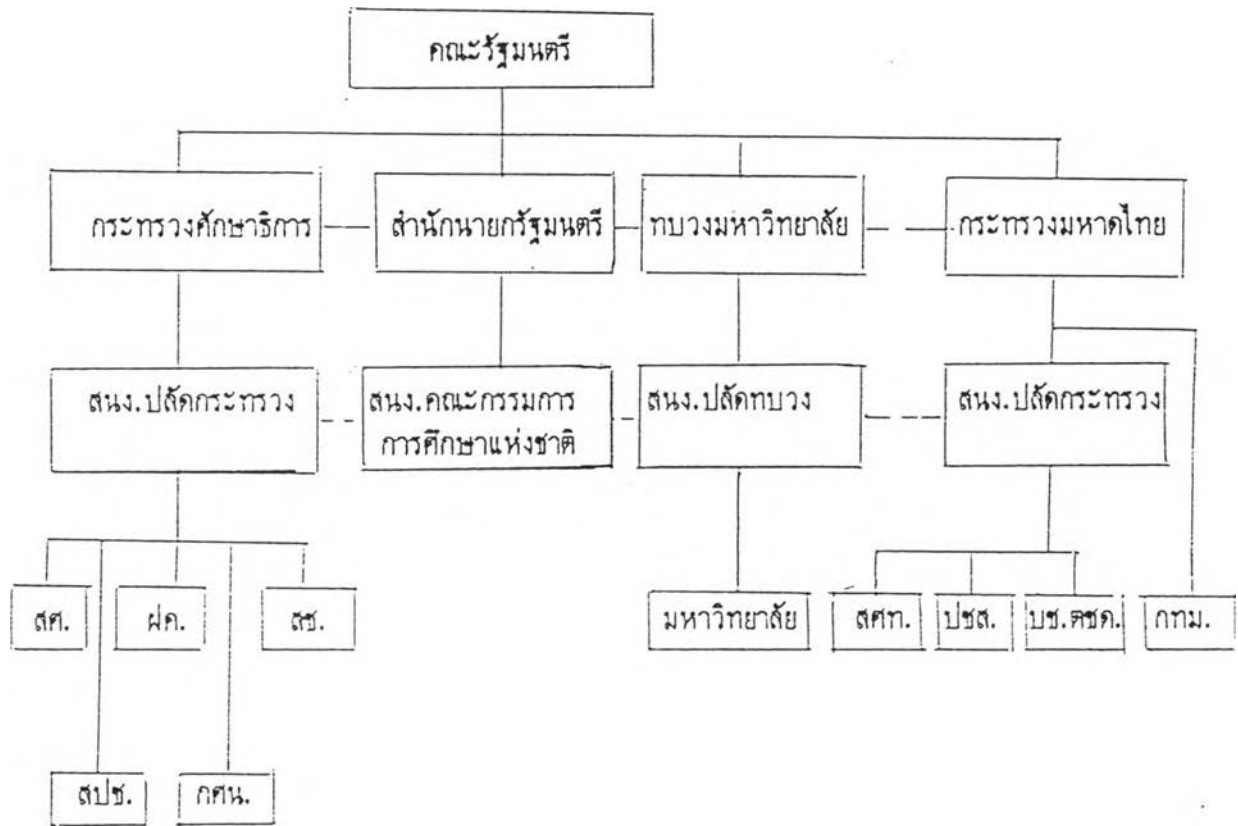 คณะรัฐมนตรี
กระทรวงศึกษาธิการ
สำนักนายกรัฐมนตรี
ทบวงมหาวิทยาลัย
กระทรวงมหาดไทย
สนง.ปลัดกระทรวง
สนง.คณะกรรมการ
การศึกษาแห่งชาติ
สนง.ปลัดทบวง
สนง.ปลัดกระทรวง
สศ.
ฝค.
สช.
มหาวิทยาลัย
สศท.
ปชส.
บช.ตชด.
กทม.
สปช.
กศน.